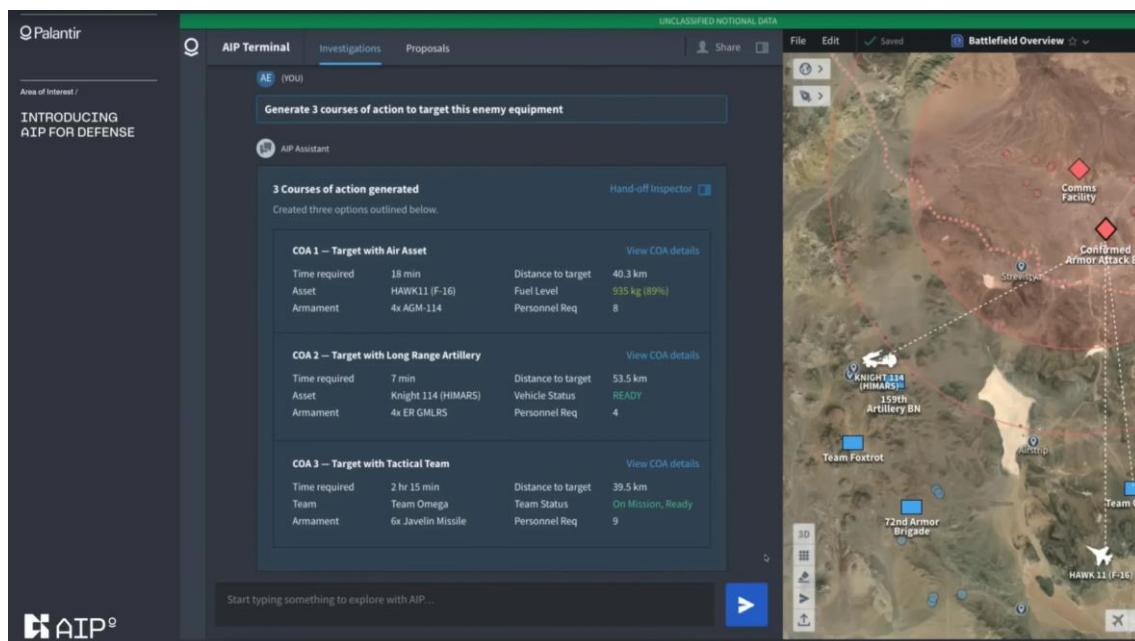 UNCLASSIFIED NOTIONAL DATA
Palantir
Area of Interest /
INTRODUCING
AIP FOR DEFENSE
AIP
AIP Terminal
Investigations
Proposals
Share
AE (YOU)
Generate 3 courses of action to target this enemy equipment
AIP Assistant
3 Courses of action generated
Hand-off Inspector
Created three options outlined below.
COA 1 — Target with Air Asset
View COA details
Time required 18 min Distance to target 40.3 km
Asset HAWK11 (F-16) Fuel Level 935 kg (89%)
Armament 4x AGM-114 Personnel Req 8
COA 2 — Target with Long Range Artillery
View COA details
Time required 7 min Distance to target 53.5 km
Asset Knight 114 (HIMARS) Vehicle Status READY
Armament 4x ER GMLRS Personnel Req 4
COA 3 — Target with Tactical Team
View COA details
Time required 2 hr 15 min Distance to target 39.5 km
Team Team Omega Team Status On Mission, Ready
Armament 6x Javelin Missile Personnel Req 9
Start typing something to explore with AIP...
File Edit Saved Battlefield Overview
Comms
Facility
Confirmed
Armor Attack
KNIGHT 114
(HIMARS)
159th
Artillery BN
Team Foxtrot
Airstrip
72nd Armor
Brigade
Team
HAWK 11 (F-16)
3D